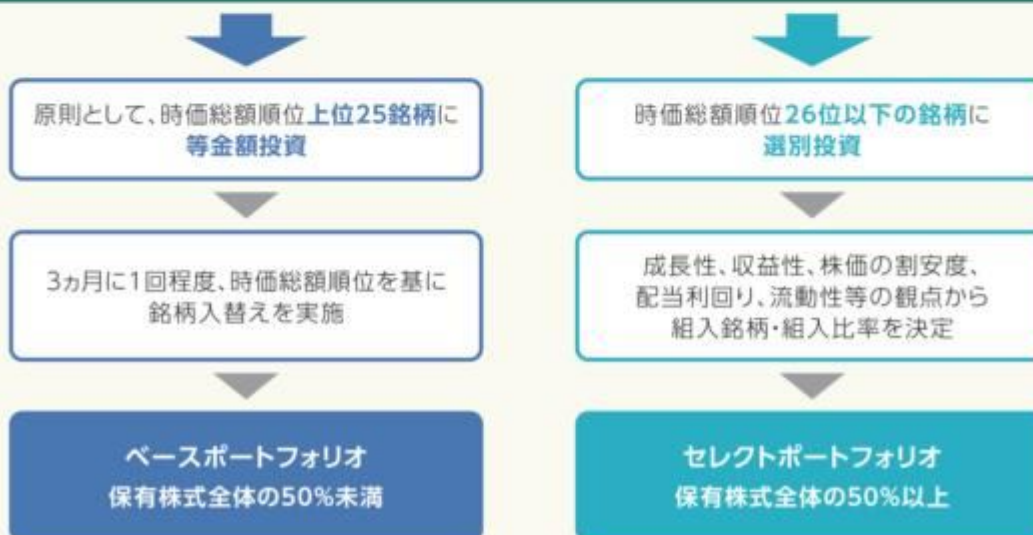 原則として、時価総額順位上位25銘柄に
等金額投資
3ヵ月に1回程度、時価総額順位を基に
銘柄入替えを実施
ベースポートフォリオ
保有株式全体の50%未満
時価総額順位26位以下の銘柄に
選別投資
成長性、収益性、株価の割安度、
配当利回り、流動性等の観点から
組入銘柄・組入比率を決定
セレクトポートフォリオ
保有株式全体の50%以上